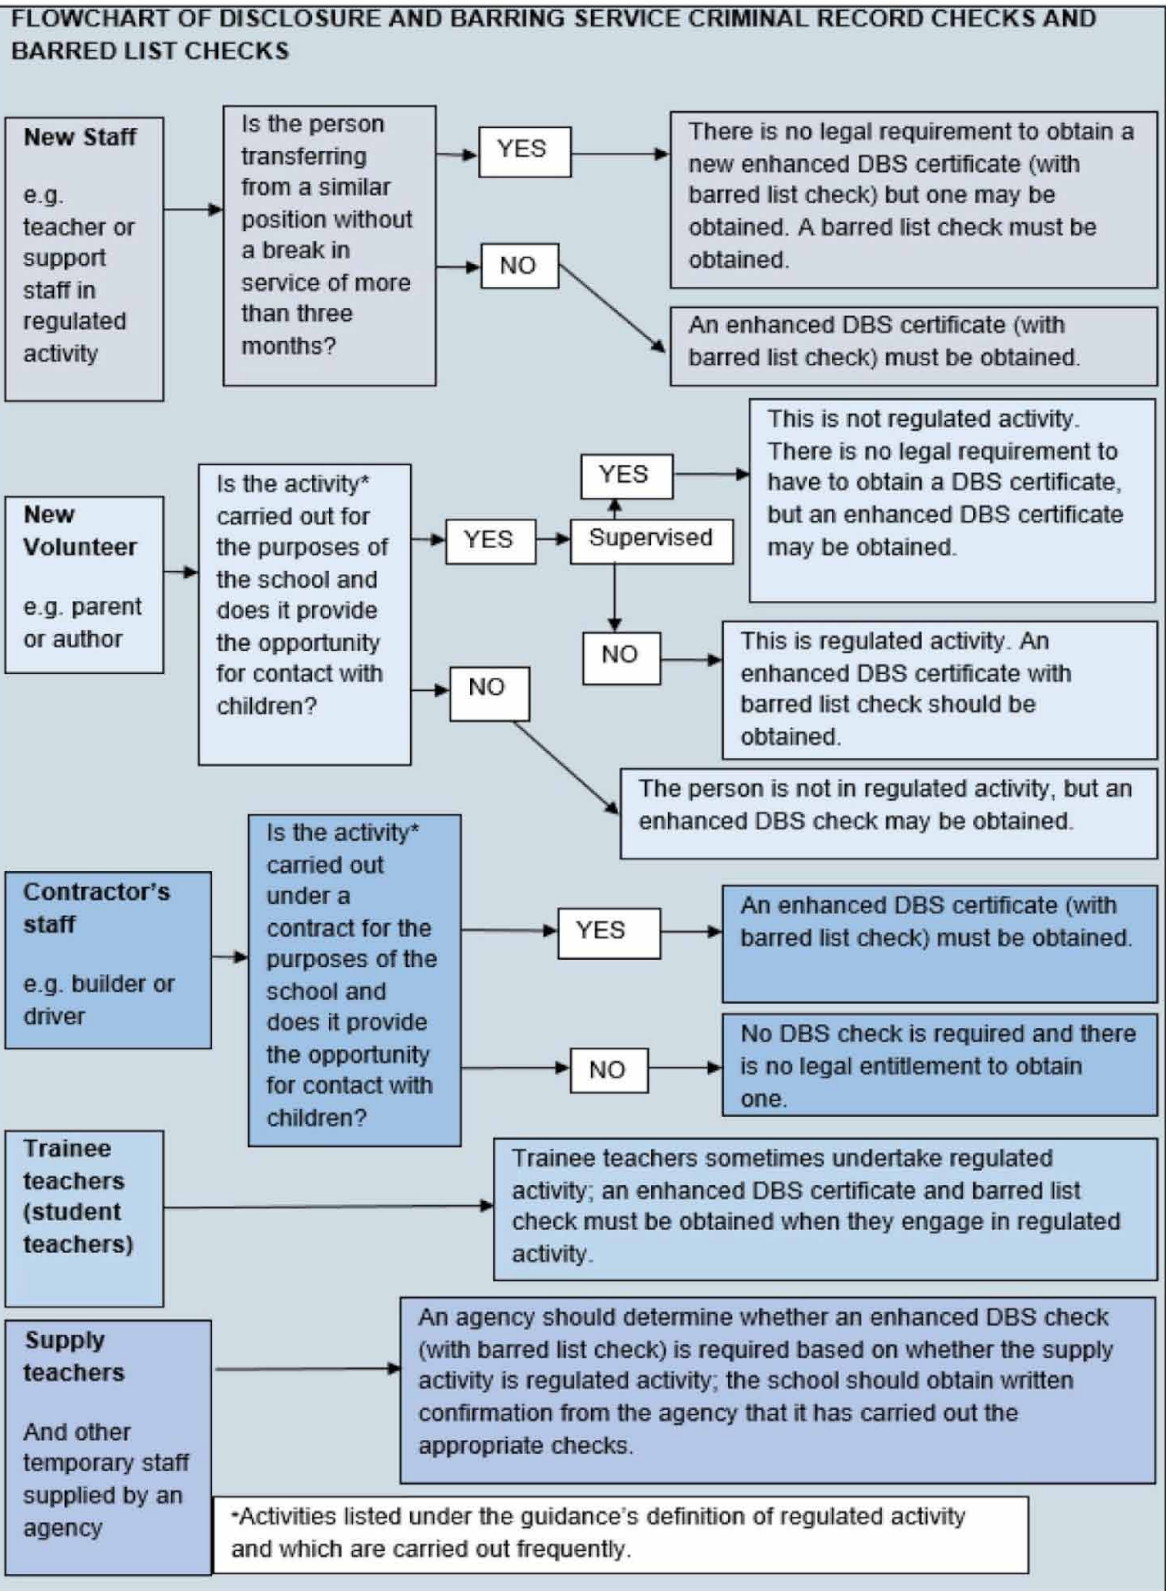 FLOWCHART OF DISCLOSURE AND BARRING SERVICE CRIMINAL RECORD CHECKS AND
BARRED LIST CHECKS
New Staff
e.g.
teacher or
support
staff in
regulated
activity
Is the person
transferring
from a similar
position without
a break in
service of more
than three
months?
YES
There is no legal requirement to obtain a
new enhanced DBS certificate (with
barred list check) but one may be
obtained. A barred list check must be
obtained.
NO
An enhanced DBS certificate (with
barred list check) must be obtained.
New
Volunteer
e.g. parent
or author
Is the activity*
carried out for
the purposes of
the school and
does it provide
the opportunity
for contact with
children?
YES
Supervised
YES
This is not regulated activity.
There is no legal requirement to
have to obtain a DBS certificate,
but an enhanced DBS certificate
may be obtained.
NO
This is regulated activity. An
enhanced DBS certificate with
barred list check should be
obtained.
NO
The person is not in regulated activity, but an
enhanced DBS check may be obtained.
Contractor's
staff
e.g. builder or
driver
Is the activity*
carried out
under a
contract for the
purposes of the
school and
does it provide
the opportunity
for contact with
children?
YES
An enhanced DBS certificate (with
barred list check) must be obtained.
NO
No DBS check is required and there
is no legal entitlement to obtain
one.
Trainee
teachers
(student
teachers)
Trainee teachers sometimes undertake regulated
activity; an enhanced DBS certificate and barred list
check must be obtained when they engage in regulated
activity.
Supply
teachers
And other
temporary staff
supplied by an
agency
An agency should determine whether an enhanced DBS check
(with barred list check) is required based on whether the supply
activity is regulated activity; the school should obtain written
confirmation from the agency that it has carried out the
appropriate checks.
*Activities listed under the guidance's definition of regulated activity
and which are carried out frequently.